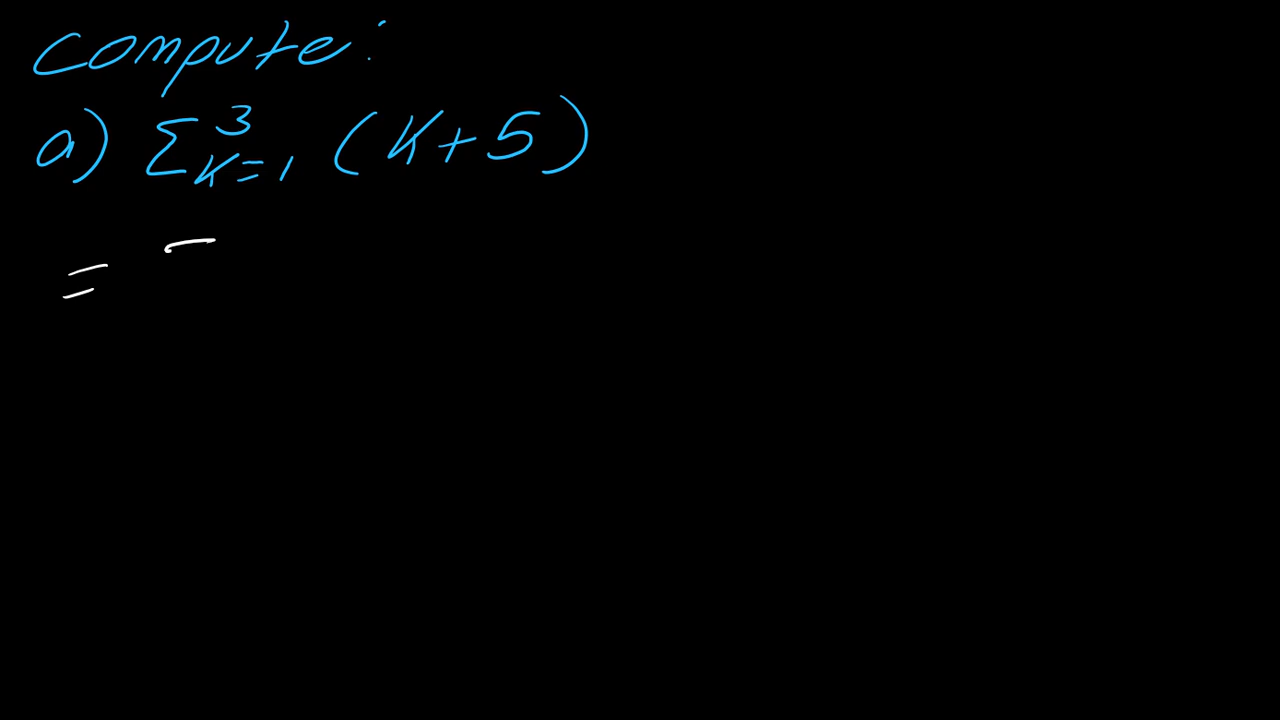 Compute:
a) Σ³ₖ₌₁ (K+5)
=